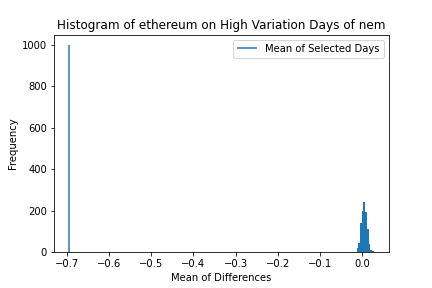 Histogram of ethereum on High Variation Days of nem
Mean of Selected Days
1000
800
600
400
200
0
Frequency
−0.7 −0.6 −0.5 −0.4 −0.3 −0.2 −0.1 0.0
Mean of Differences